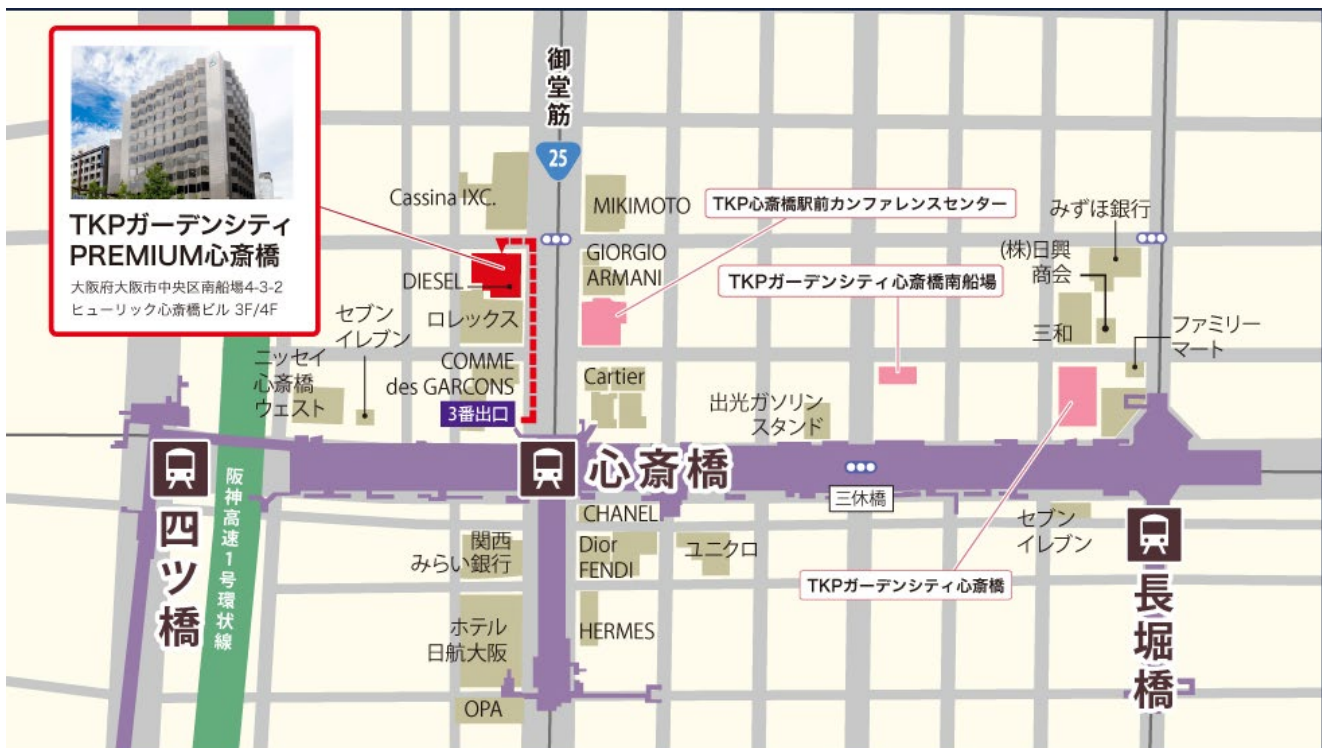 TKPガーデンシティ
PREMIUM心斎橋
大阪府大阪市中央区南船場4-3-2
ヒューリック心斎橋ビル 3F/4F
御堂筋
25
Cassina IXC.
MIKIMOTO
TKP心斎橋駅前カンファレンスセンター
みずほ銀行
GIORGIO
ARMANI
(株)日興
商会
DIESEL
TKPガーデンシティ心斎橋南船場
ロレックス
セブン
イレブン
三和
ファミリー
マート
ニッセイ
心斎橋
ウェスト
COMME
des GARCONS
Cartier
3番出口
出光ガソリン
スタンド
四ツ橋
阪神高速1号環状線
心斎橋
三休橋
CHANEL
セブン
イレブン
関西
みらい銀行
Dior
FENDI
ユニクロ
TKPガーデンシティ心斎橋
長堀橋
ホテル
日航大阪
HERMES
OPA